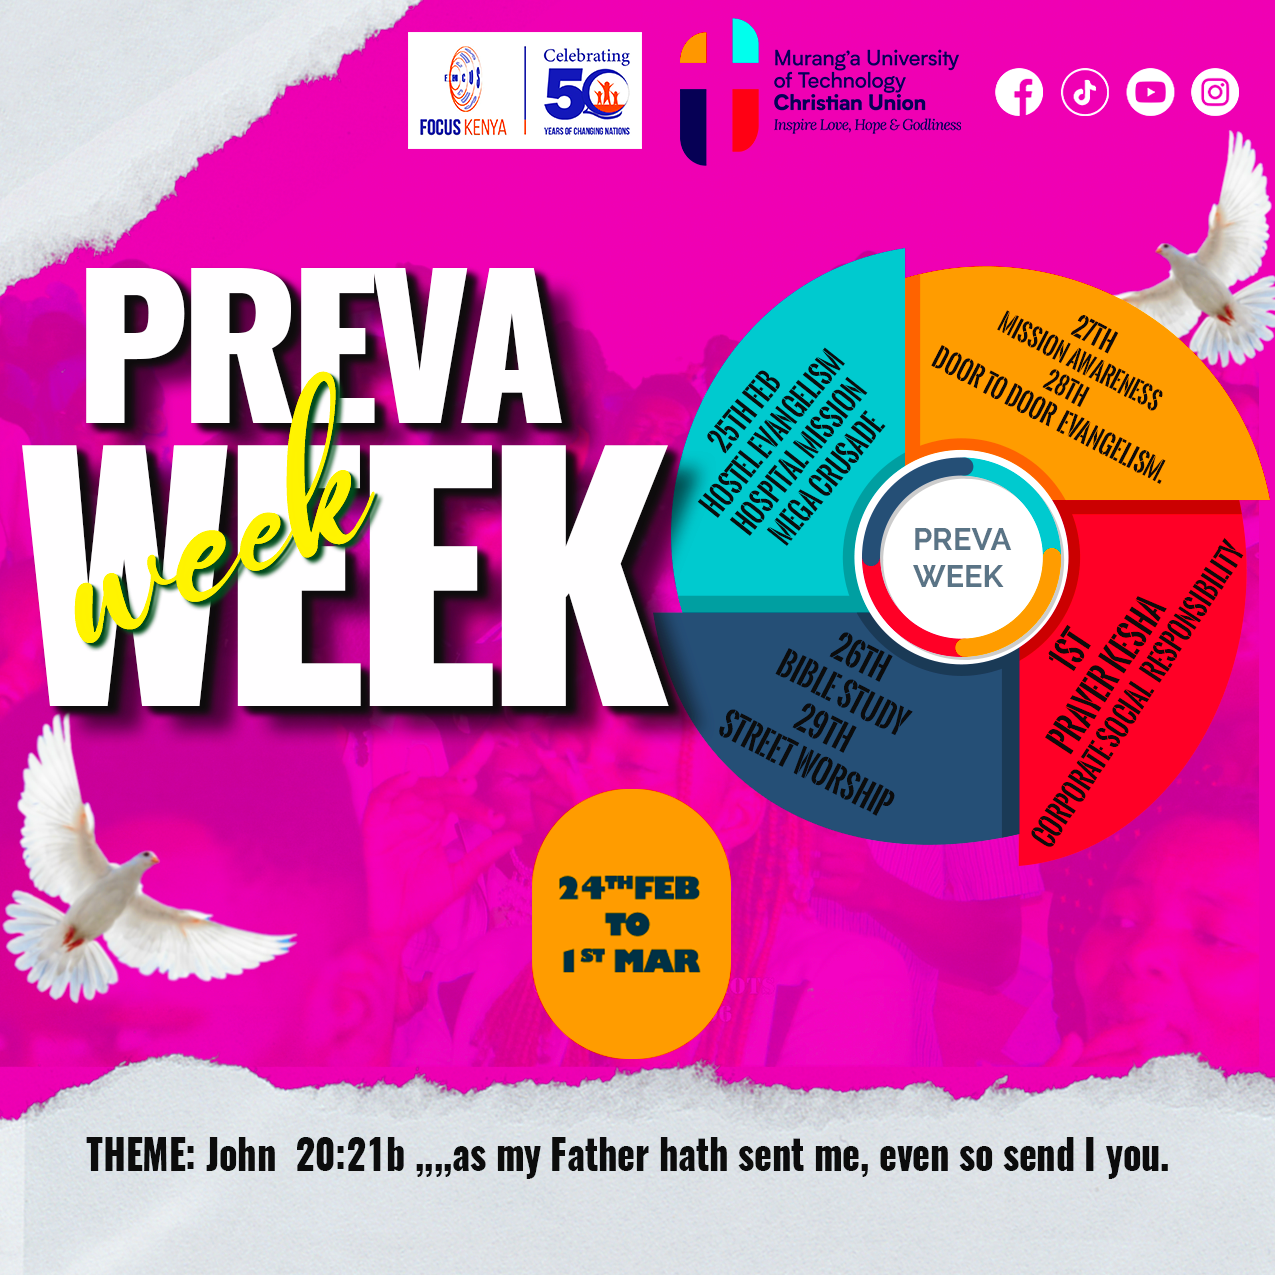 FOCUS
FOCUS KENYA
Celebrating
50
YEARS OF CHANGING NATIONS
Murang'a University
of Technology
Christian Union
Inspire Love, Hope & Godliness
PREVA
WEEK
week
25TH FEB
HOSTEL EVANGELISM
HOSPITAL MISSION
MEGA CRUSADE
27TH
MISSION AWARENESS
28TH
DOOR TO DOOR EVANGELISM.
PREVA
WEEK
26TH
BIBLE STUDY
29TH
STREET WORSHIP
1ST
PRAYER KESHA
CORPORATE SOCIAL RESPONSIBILITY
24THFEB
TO
1ST MAR
THEME: John 20:21b ,,,,as my Father hath sent me, even so send I you.